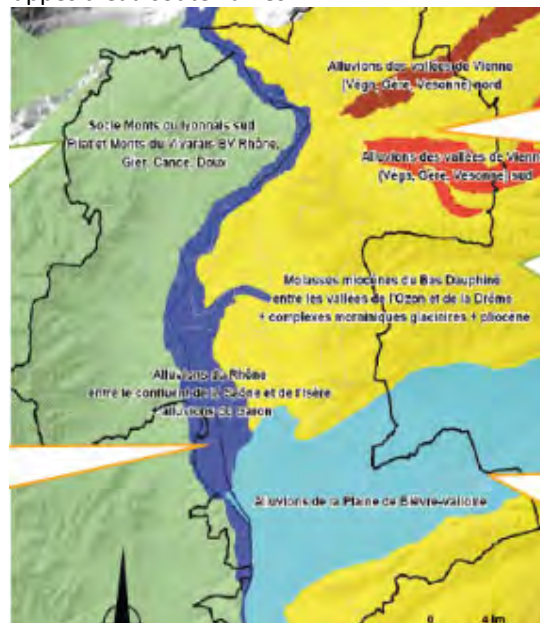 Alluvions des vallées de Vienne
(Véga, Gère, Vesonne) nord
Socle Monts du lyonnais sud
Pilat et Monts du Vivarais BV Rhône,
Gier, Cance, Doux
Alluvions des vallées de Vienn
(Véga, Gère, Vesonne) sud
Molasses miocènes du Bas Dauphiné
entre les vallées de l'Ozon et de la Drôme
+ complexes morainiques glaciaires + pliocène
Alluvions du Rhône
entre le confluent de la Saône et de l'Isère
+ alluvions du Garon
Alluvions de la Plaine de Bièvre-Valloire
0 4 km